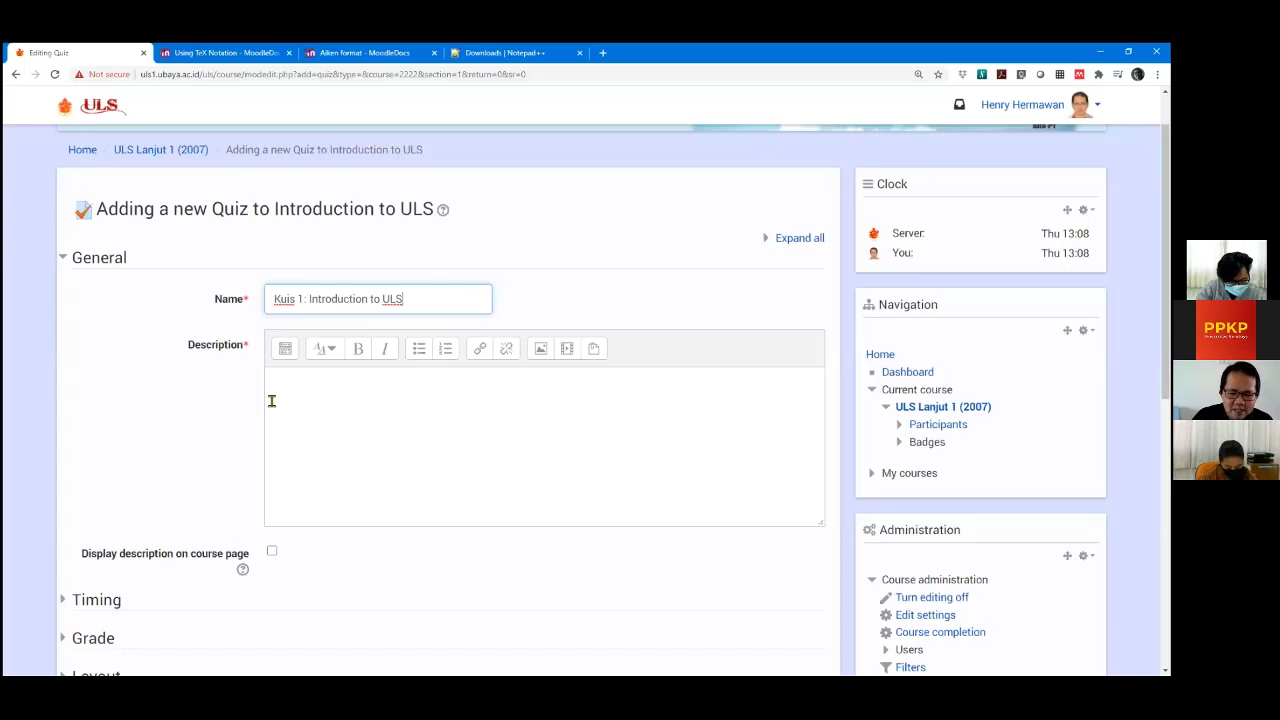 Editing Quiz
Using TeX Notation - MoodleDo
Aiken format - MoodleDocs
Downloads | Notepad++
Not secure
uls1.ubaya.ac.id/uls/course/modedit.php?add=quiz&type=&course=2222&section=1&return=0&sr=0
ULS
Henry Hermawan
Home / ULS Lanjut 1 (2007) / Adding a new Quiz to Introduction to ULS
Adding a new Quiz to Introduction to ULS
Expand all
General
Name*
Kuis 1: Introduction to ULS
Description*
Display description on course page
Timing
Grade
Layout
Clock
Server: Thu 13:08
You: Thu 13:08
Navigation
Home
Dashboard
Current course
ULS Lanjut 1 (2007)
Participants
Badges
My courses
Administration
Course administration
Turn editing off
Edit settings
Course completion
Users
Filters
PPKP